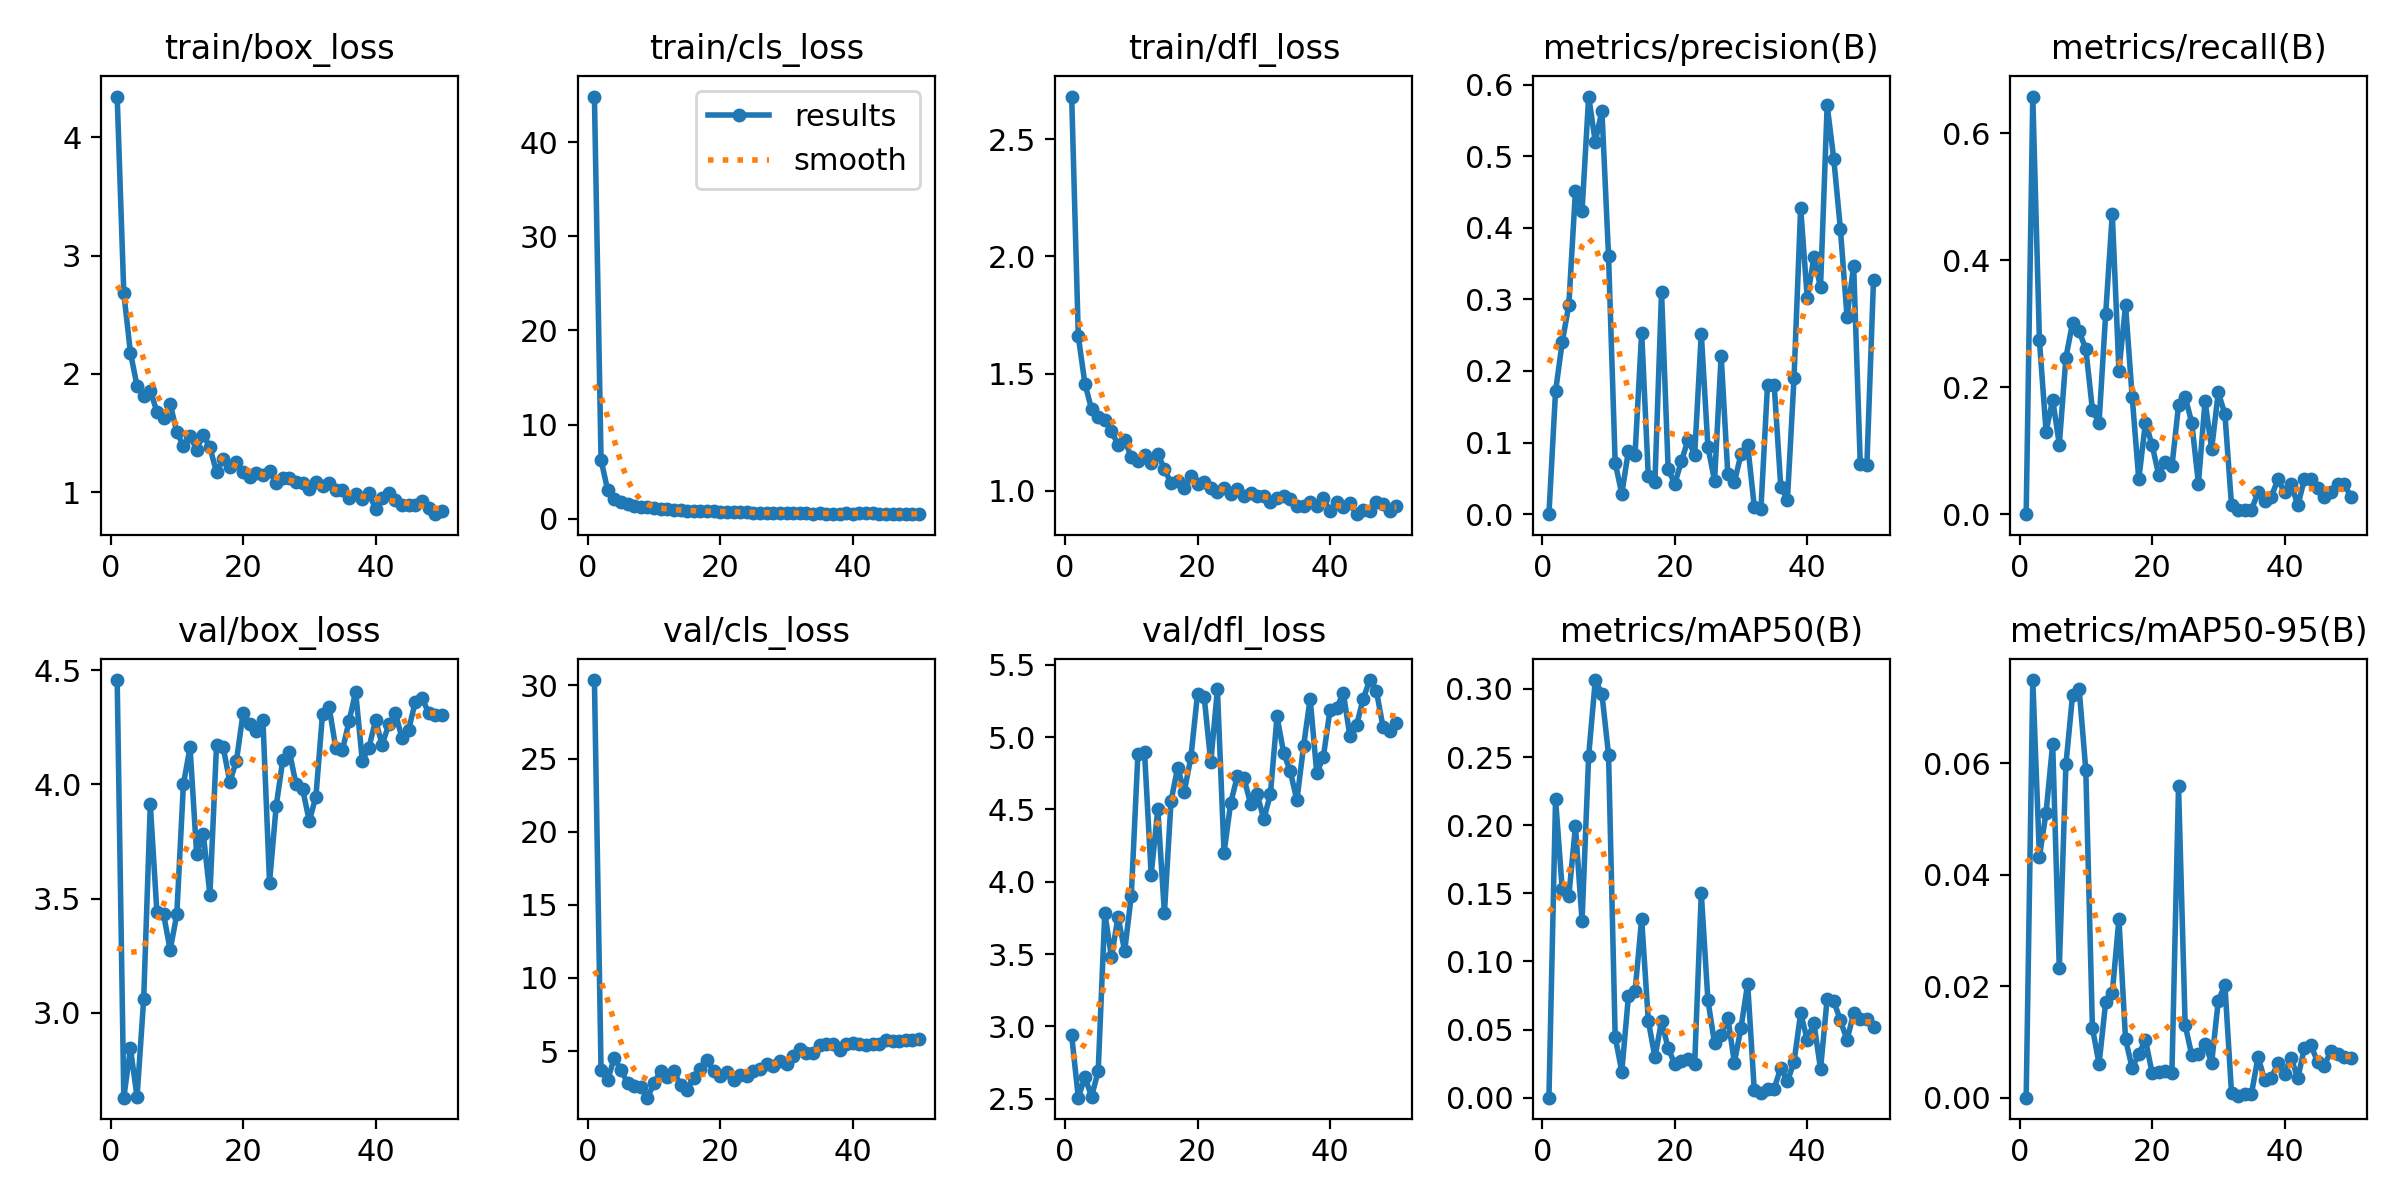 train/box_loss
4
3
2
1
0 20 40
train/cls_loss
results
smooth
40
30
20
10
0
0 20 40
train/dfl_loss
2.5
2.0
1.5
1.0
0 20 40
metrics/precision(B)
0.6
0.5
0.4
0.3
0.2
0.1
0.0
0 20 40
metrics/recall(B)
0.6
0.4
0.2
0.0
0 20 40
val/box_loss
4.5
4.0
3.5
3.0
0 20 40
val/cls_loss
30
25
20
15
10
5
0 20 40
val/dfl_loss
5.5
5.0
4.5
4.0
3.5
3.0
2.5
0 20 40
metrics/mAP50(B)
0.30
0.25
0.20
0.15
0.10
0.05
0.00
0 20 40
metrics/mAP50-95(B)
0.06
0.04
0.02
0.00
0 20 40